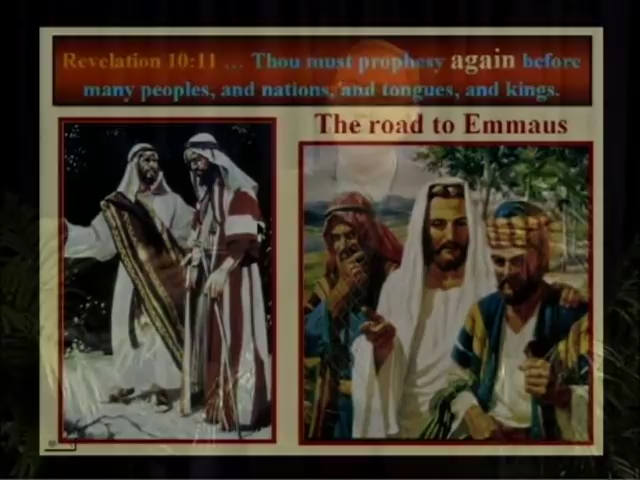 Revelation 10:11 ... Thou must prophesy again before
many peoples, and nations, and tongues, and kings.
The road to Emmaus